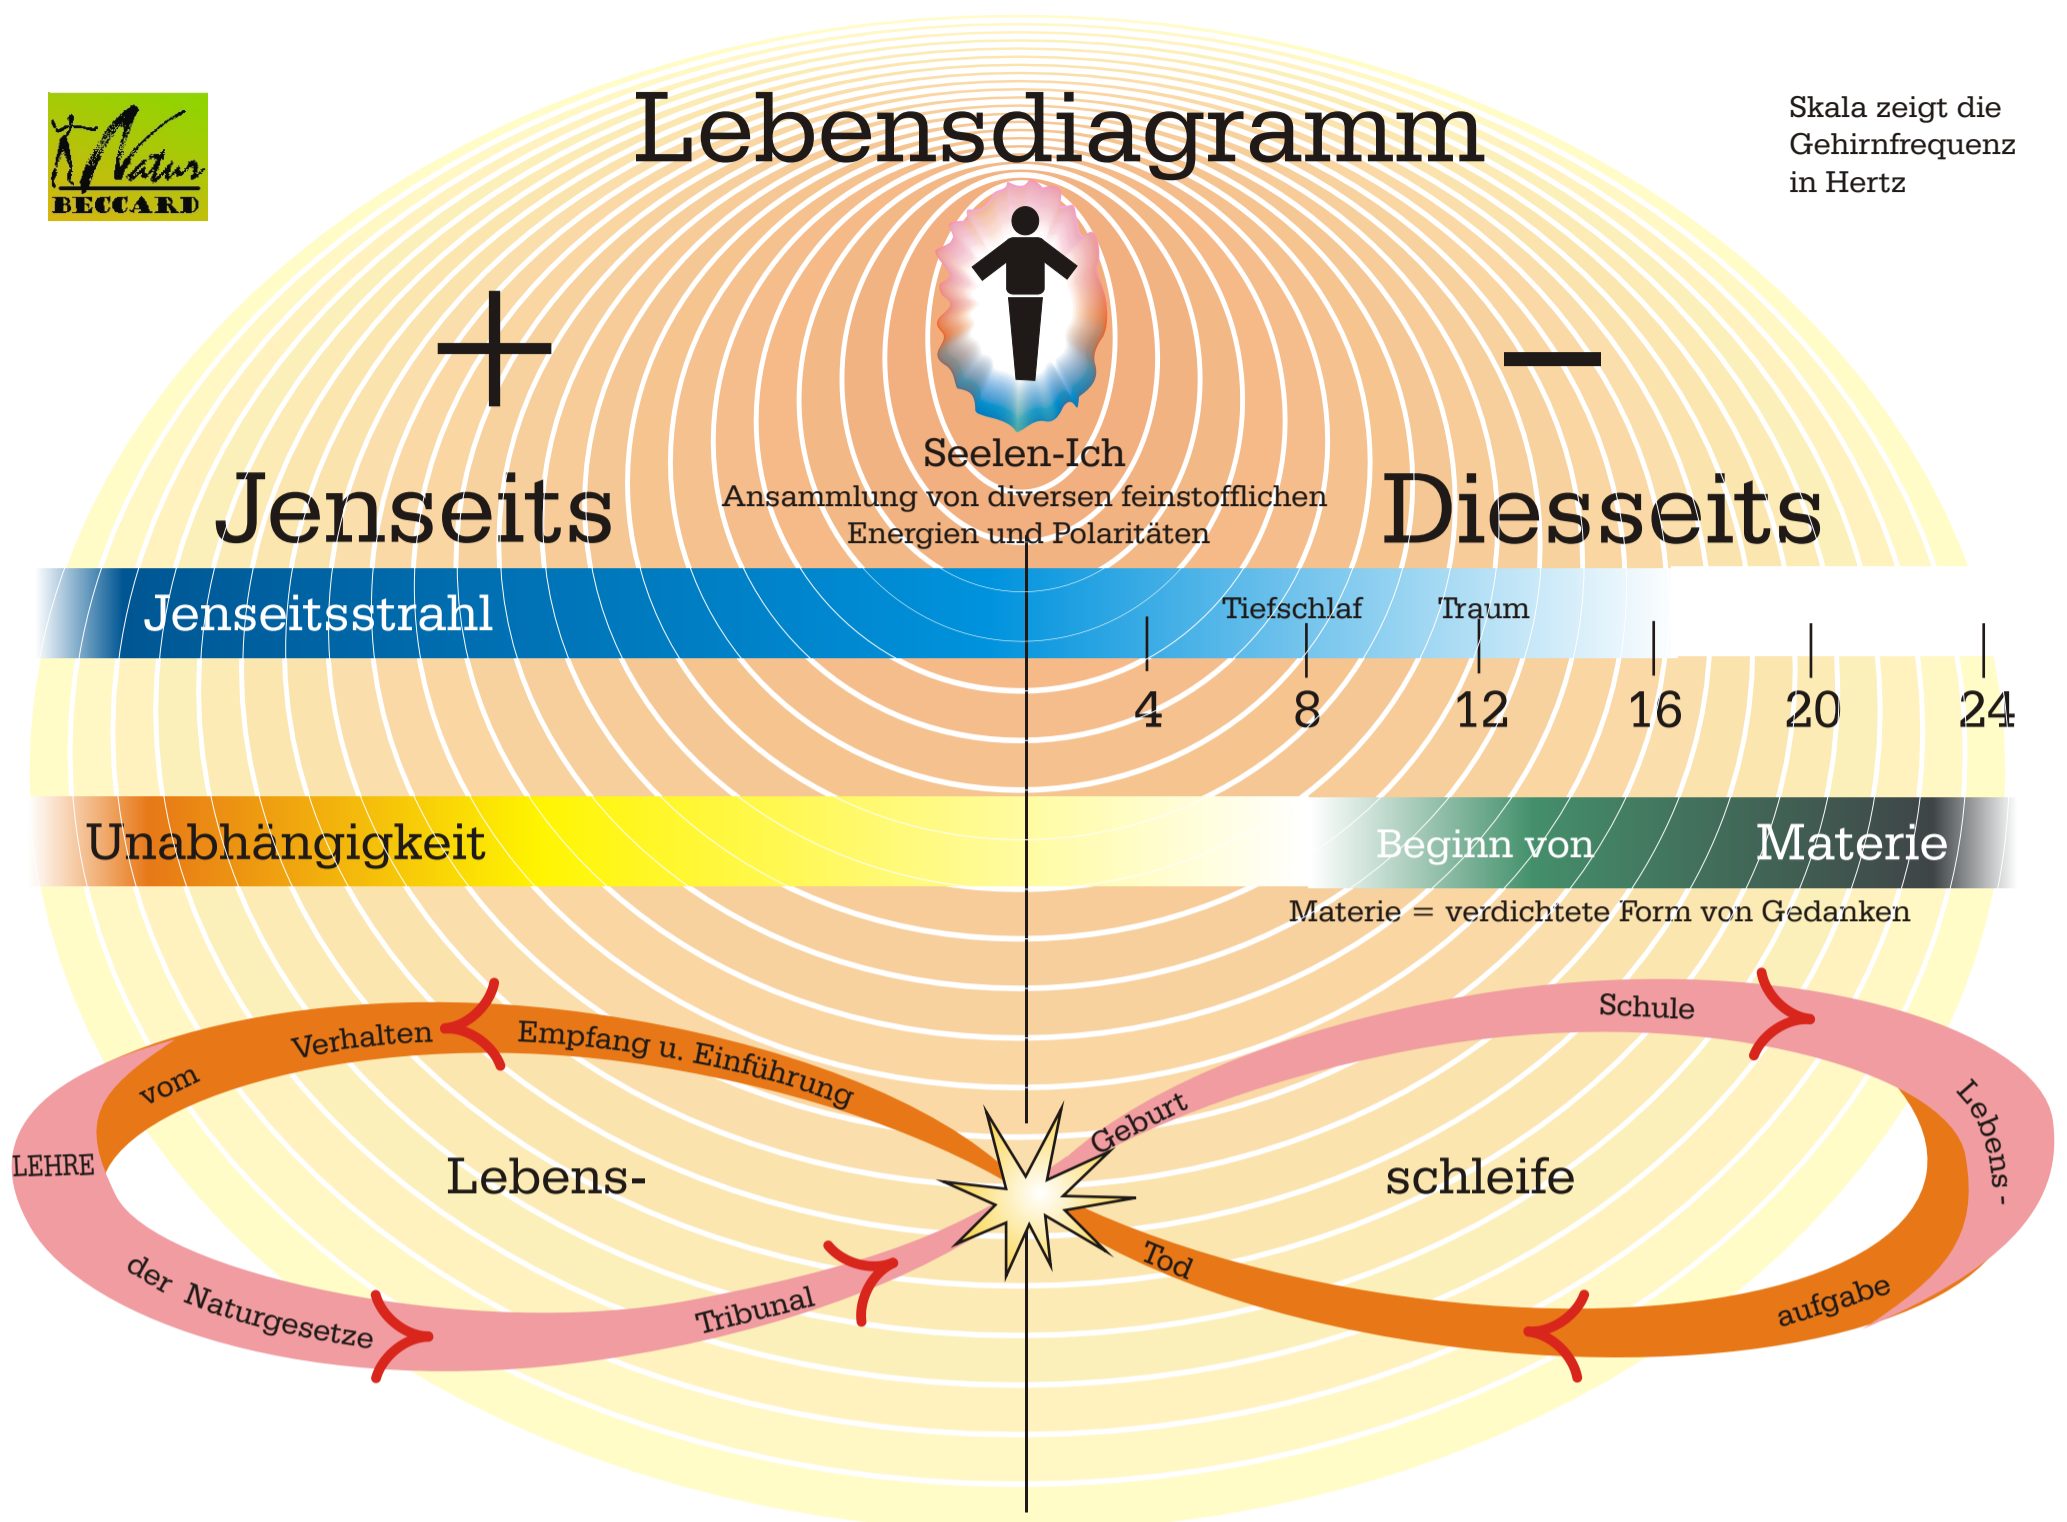 Lebensdiagramm
Natur
BECCARD
Skala zeigt die
Gehirnfrequenz
in Hertz
+
−
Seelen-Ich
Ansammlung von diversen feinstofflichen
Energien und Polaritäten
Jenseits
Diesseits
Jenseitsstrahl
Tiefschlaf
Traum
4 8 12 16 20 24
Unabhängigkeit
Beginn von Materie
Materie = verdichtete Form von Gedanken
Empfang u. Einführung
Verhalten
vom
LEHRE
der Naturgesetze
Tribunal
Geburt
Schule
Lebens-
aufgabe
Tod
Lebens-
schleife